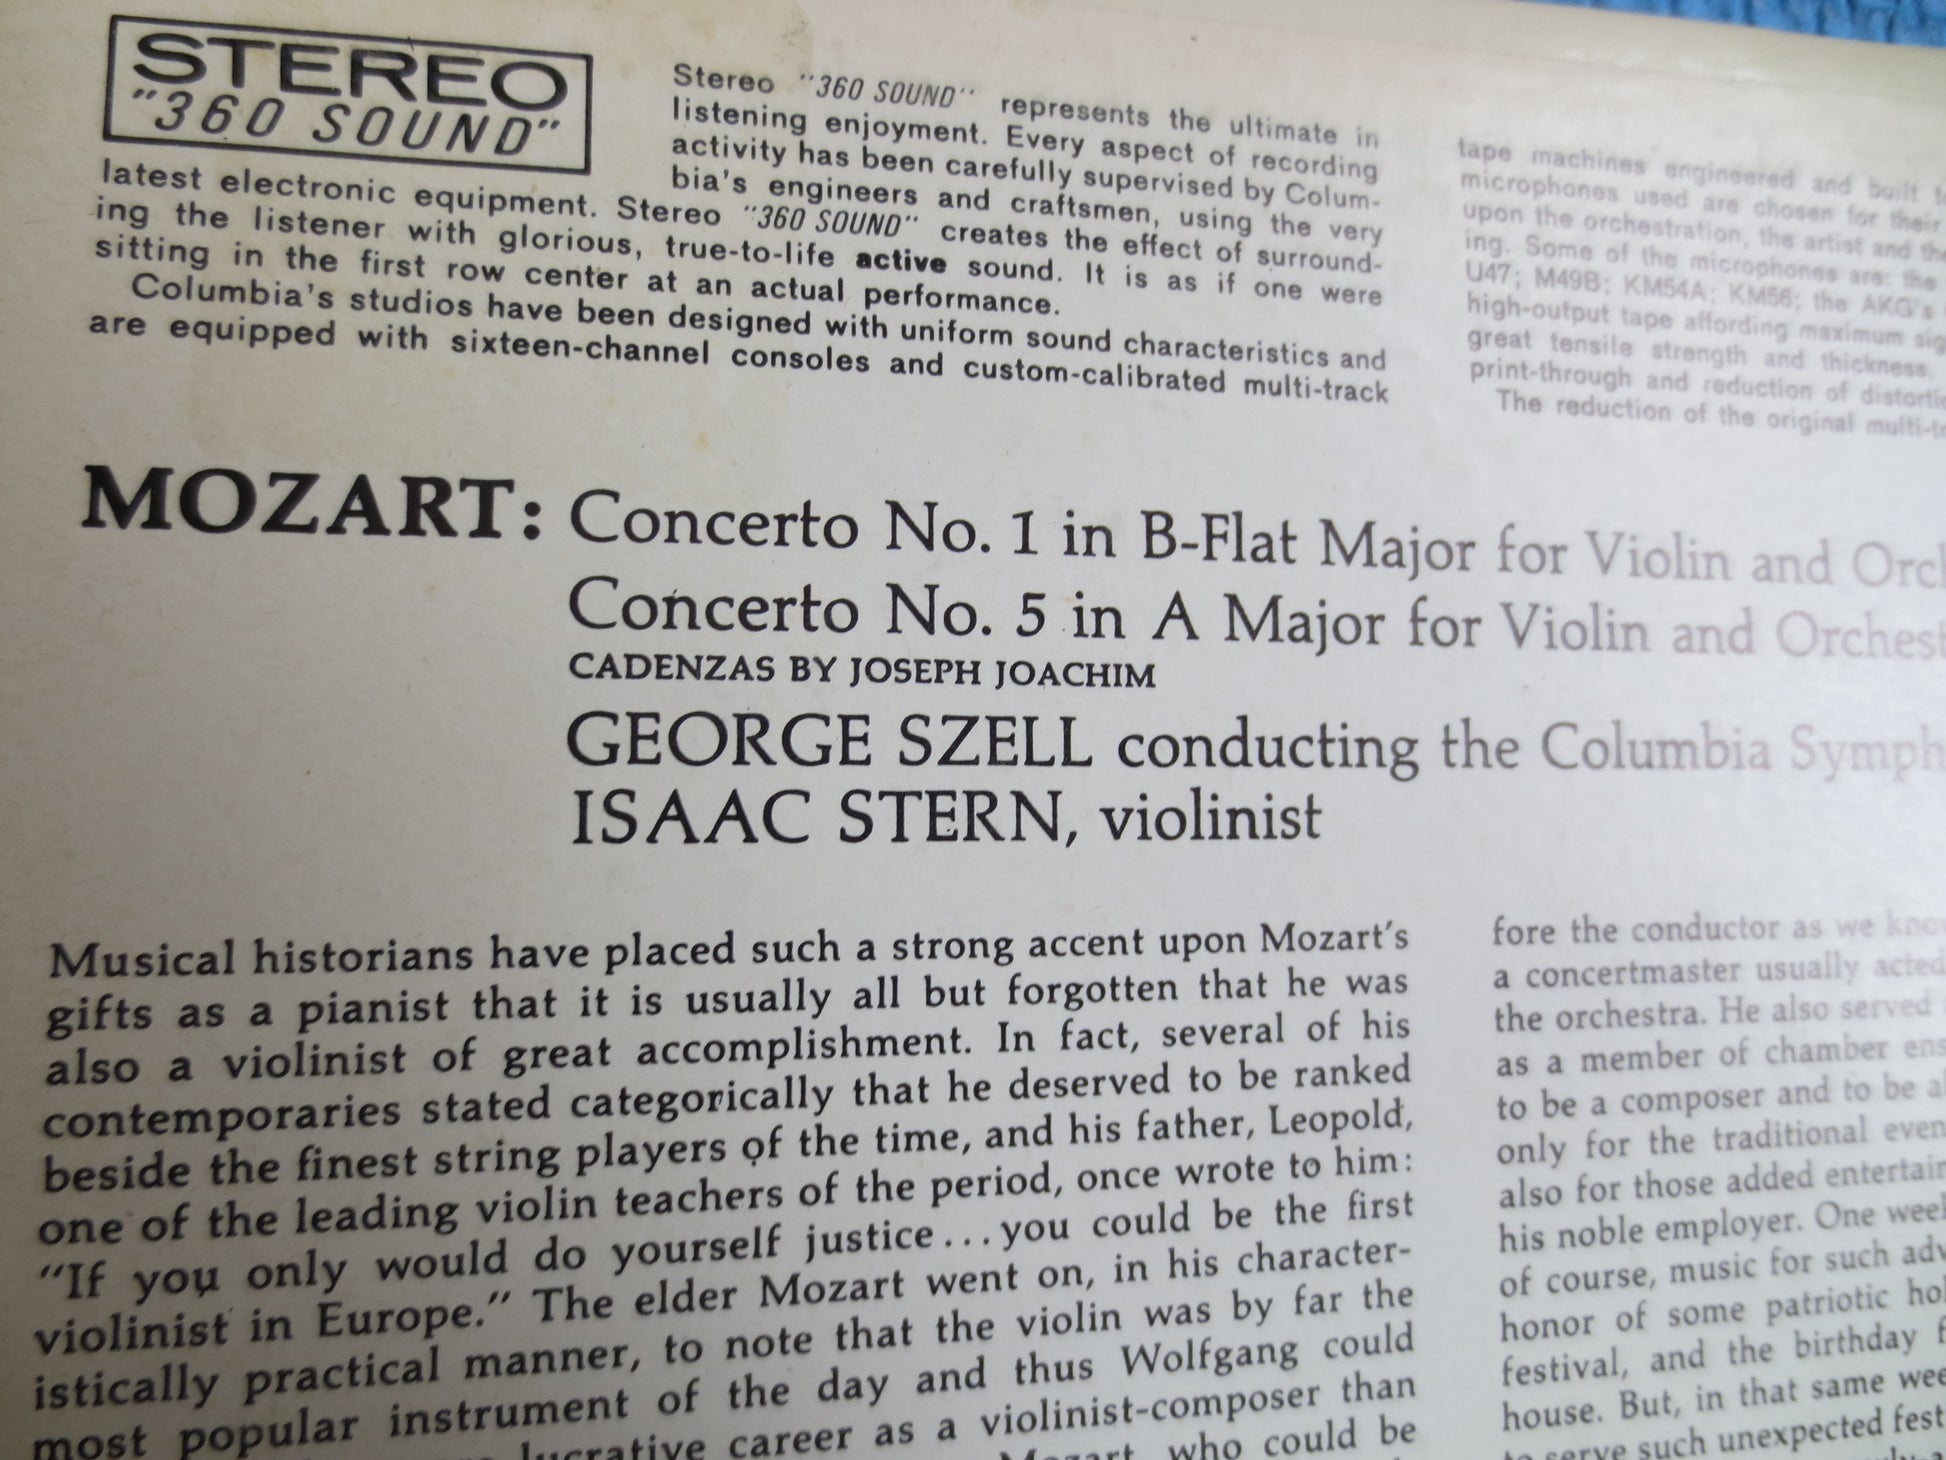 STEREO
"360 SOUND"
Stereo "360 SOUND" represents the ultimate in
listening enjoyment. Every aspect of recording
activity has been carefully supervised by Colum-
bia's engineers and craftsmen, using the very
latest electronic equipment. Stereo "360 SOUND" creates the effect of surround-
ing the listener with glorious, true-to-life active sound. It is as if one were
sitting in the first row center at an actual performance.
Columbia's studios have been designed with uniform sound characteristics and
are equipped with sixteen-channel consoles and custom-calibrated multi-track
tape machines engineered and built
microphones used are chosen for their
upon the orchestration, the artist and
ing. Some of the microphones are: the
U47; M49B; KM54A; KM56; the AKG's
high-output tape affording maximum
great tensile strength and thickness,
print-through and reduction of
The reduction of the original
MOZART: Concerto No. 1 in B-Flat Major for Violin and
Concerto No. 5 in A Major for Violin and
CADENZAS BY JOSEPH JOACHIM
GEORGE SZELL conducting the Columbia
ISAAC STERN, violinist
Musical historians have placed such a strong accent upon Mozart's
gifts as a pianist that it is usually all but forgotten that he was
also a violinist of great accomplishment. In fact, several of his
contemporaries stated categorically that he deserved to be ranked
beside the finest string players of the time, and his father, Leopold,
one of the leading violin teachers of the period, once wrote to him:
"If you only would do yourself justice...you could be the first
violinist in Europe." The elder Mozart went on, in his character-
istically practical manner, to note that the violin was by far the
most popular instrument of the day and thus Wolfgang could
lucrative career as a violinist-composer than
Mozart, who could be
fore the conductor as we
a concertmaster usually acted
the orchestra. He also served
as a member of chamber
to be a composer and to be
only for the traditional
also for those added
his noble employer. One
of course, music for such
honor of some patriotic
festival, and the birthday
house. But, in that same
to serve such unexpected